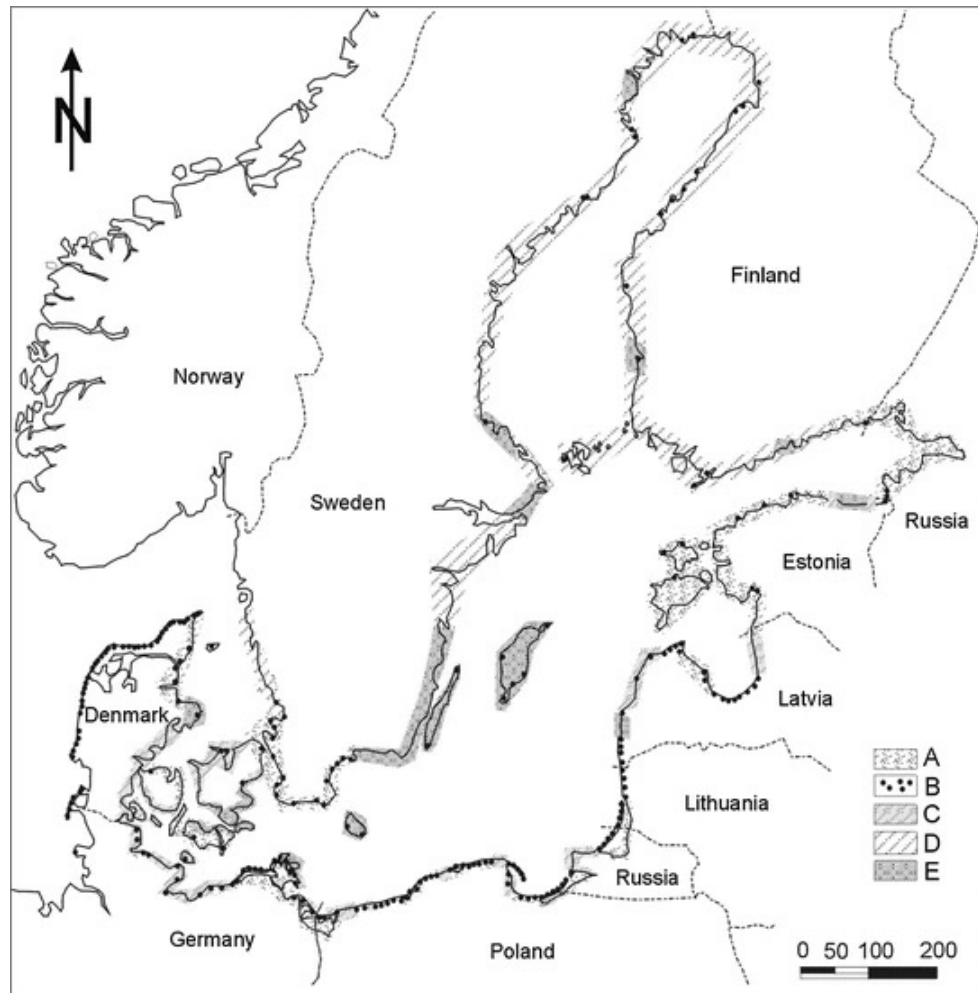 N
Finland
Norway
Sweden
Russia
Estonia
Denmark
Latvia
A
B
Lithuania
C
D
Russia
E
Germany
Poland
0 50 100 200